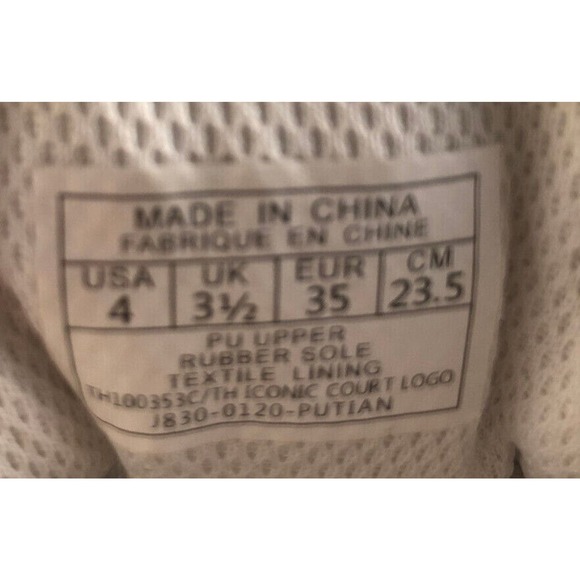 MADE IN CHINA
FABRIQUE EN CHINE
USA UK EUR CM
4 3½ 35 23.5
PU UPPER
RUBBER SOLE
TEXTILE LINING
TH100353C/TH ICONIC COURT LOGO
J830-0120-PUTIAN